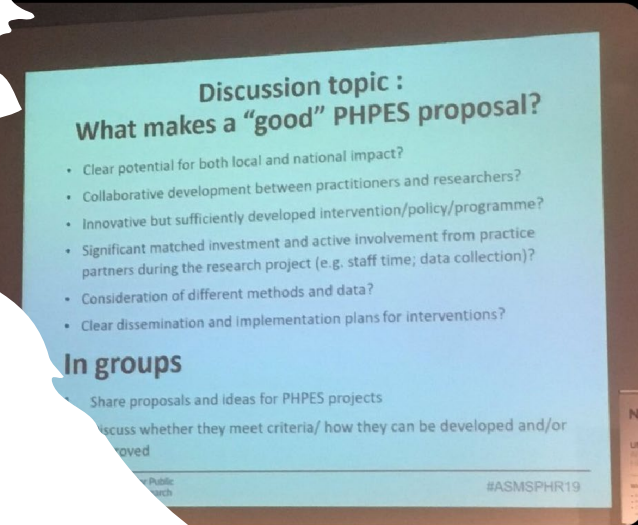 Discussion topic :
What makes a “good” PHPES proposal?
• Clear potential for both local and national impact?
• Collaborative development between practitioners and researchers?
• Innovative but sufficiently developed intervention/policy/programme?
• Significant matched investment and active involvement from practice
partners during the research project (e.g. staff time; data collection)?
• Consideration of different methods and data?
• Clear dissemination and implementation plans for interventions?
In groups
Share proposals and ideas for PHPES projects
iscuss whether they meet criteria/ how they can be developed and/or
oved
Public
arch
#ASMSPHR19
N